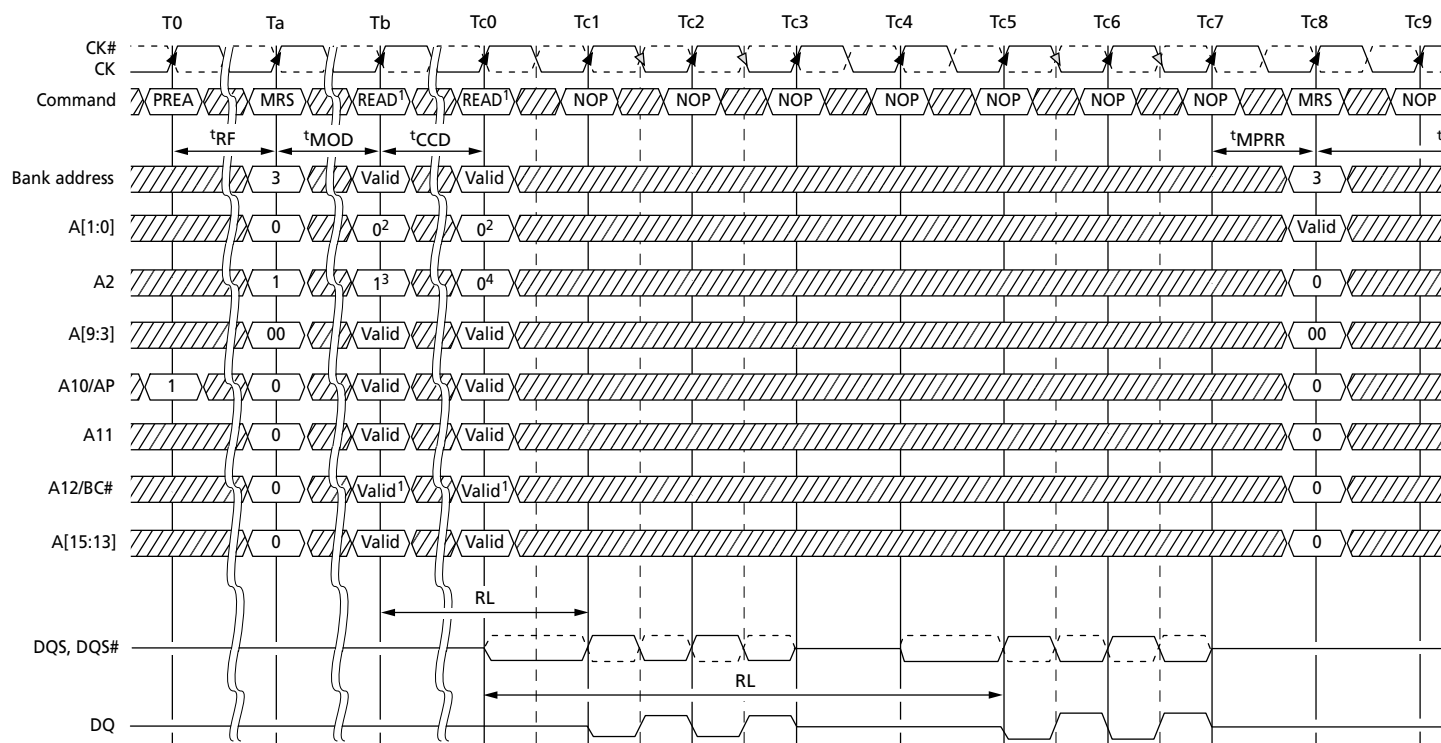 T0 Ta Tb Tc0 Tc1 Tc2 Tc3 Tc4 Tc5 Tc6 Tc7 Tc8 Tc9
CK#
CK
Command PREA MRS READ1 READ1 NOP NOP NOP NOP NOP NOP NOP MRS NOP
tRF tMOD tCCD tMPRR t
Bank address 3 Valid Valid 3
A[1:0] 0 02 02 Valid
A2 1 13 04 0
A[9:3] 00 Valid Valid 00
A10/AP 1 0 Valid Valid 0
A11 0 Valid Valid 0
A12/BC# 0 Valid1 Valid1 0
A[15:13] 0 Valid Valid 0
RL
DQS, DQS#
RL
DQ